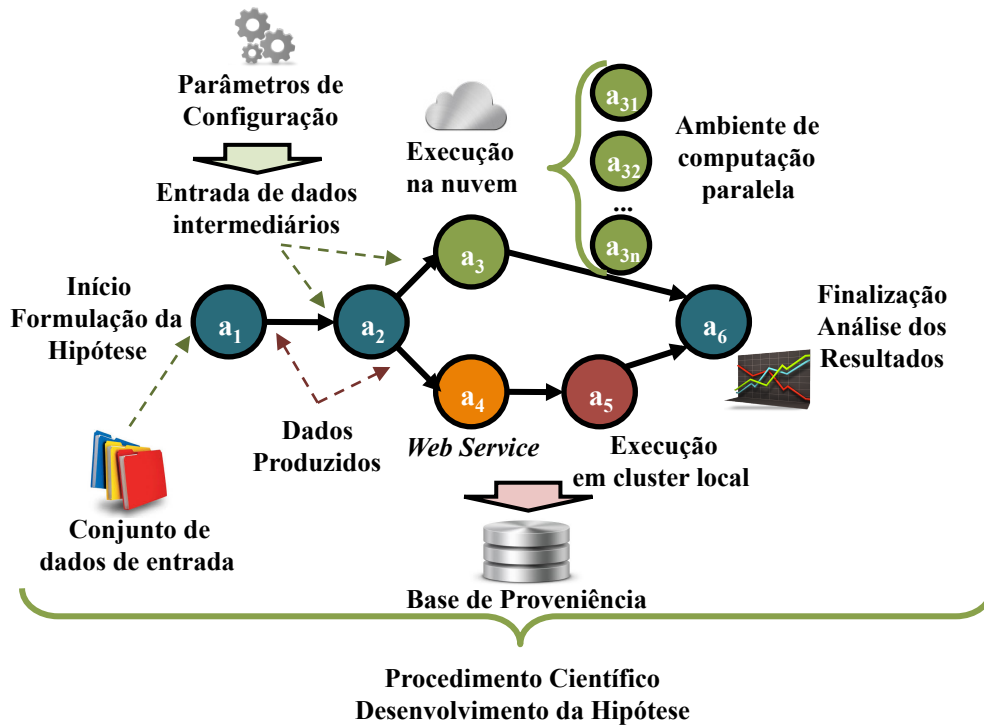 Parâmetros de
Configuração
Entrada de dados
intermediários
Execução
na nuvem
a31
a32
...
a3n
Ambiente de
computação
paralela
Início
Formulação da
Hipótese
a1
a2
a3
a4
a5
a6
Finalização
Análise dos
Resultados
Dados
Produzidos
Web Service
Execução
em cluster local
Conjunto de
dados de entrada
Base de Proveniência
Procedimento Científico
Desenvolvimento da Hipótese